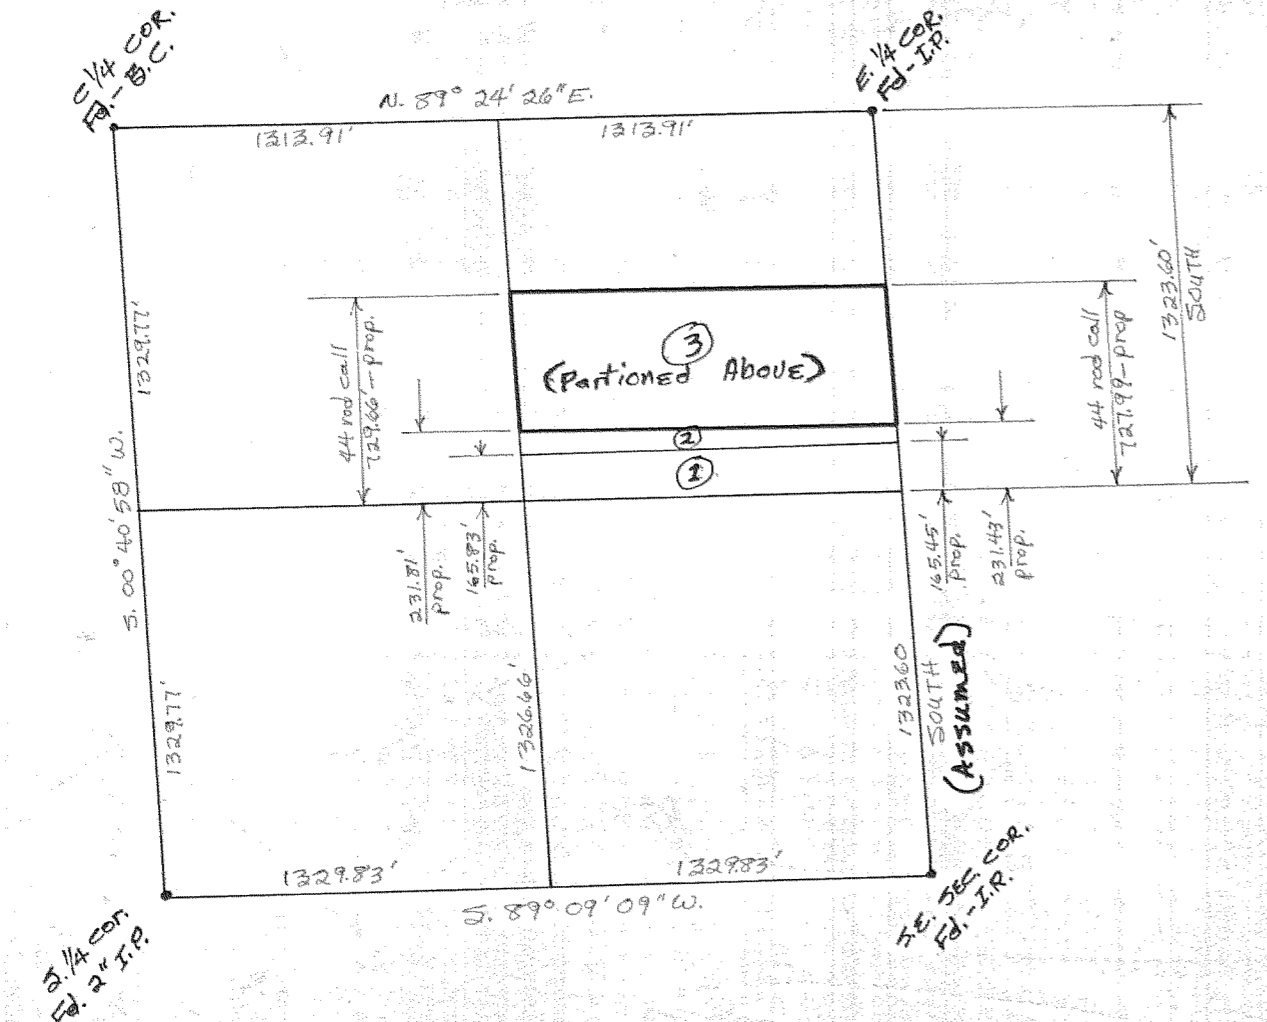 C 1/4 COR.
Fd. - B.C.
E. 1/4 COR.
Fd - I.P.
N. 89° 24' 26" E.
1313.91'
1313.91'
1329.77'
S. 00° 40' 58" W.
1329.77'
44 rod call
729.66' - prop.
3
(Partioned Above)
2
1
44 rod call
727.99 - prop
1323.60'
SOUTH
231.81'
prop.
165.83'
prop.
165.45'
prop.
231.43'
prop.
1326.66'
1323.60
SOUTH
(Assumed)
1329.83'
1329.83'
S. 89° 09' 09" W.
S. 1/4 cor.
Fd. 2" I.P.
S.E. SEC. COR.
Fd. - I.R.